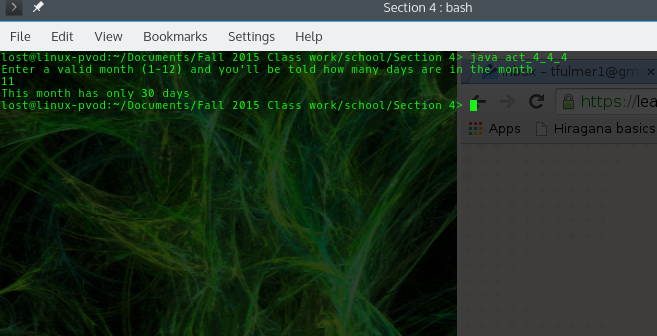 Section 4 : bash
File Edit View Bookmarks Settings Help
lost@linux-pvod:~/Documents/Fall 2015 Class work/school/Section 4> java act_4_4_4
Enter a valid month (1-12) and you'll be told how many days are in the month
11
This month has only 30 days
lost@linux-pvod:~/Documents/Fall 2015 Class work/school/Section 4>
– tfulmer1@gm
https://lea
Apps Hiragana basics